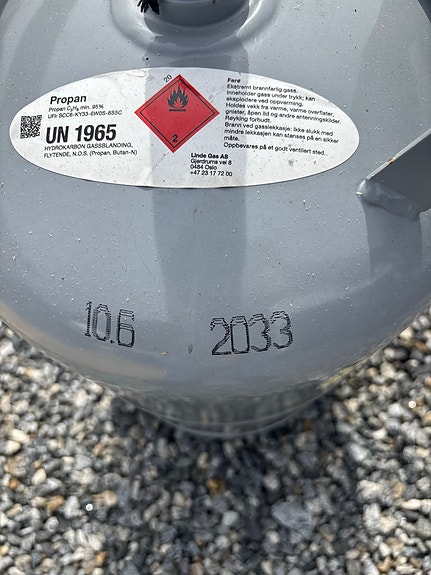 Propan
Propan C₃H₈ min. 95%
UFI: SC06-KY33-6W0S-6S5C
UN 1965
HYDROKARBON GASSBLANDING,
FLYTENDE, N.O.S. (Propan, Butan-N)
20
2
Fare
Ekstremt brannfarlig gass.
Inneholder gass under trykk; kan
eksplodere ved oppvarming.
Holdes vekk fra varme, varme overflater,
gnister, åpen ild og andre antenningskilder.
Røyking forbudt.
Brann ved gasslekkasje: Ikke slukk med
mindre lekkasjen kan stanses på en sikker
måte.
Oppbevares på et godt ventilert sted.
Linde Gas AS
Gjerdrums vei 8
0484 Oslo
+47 23 17 72 00
10.6 2033